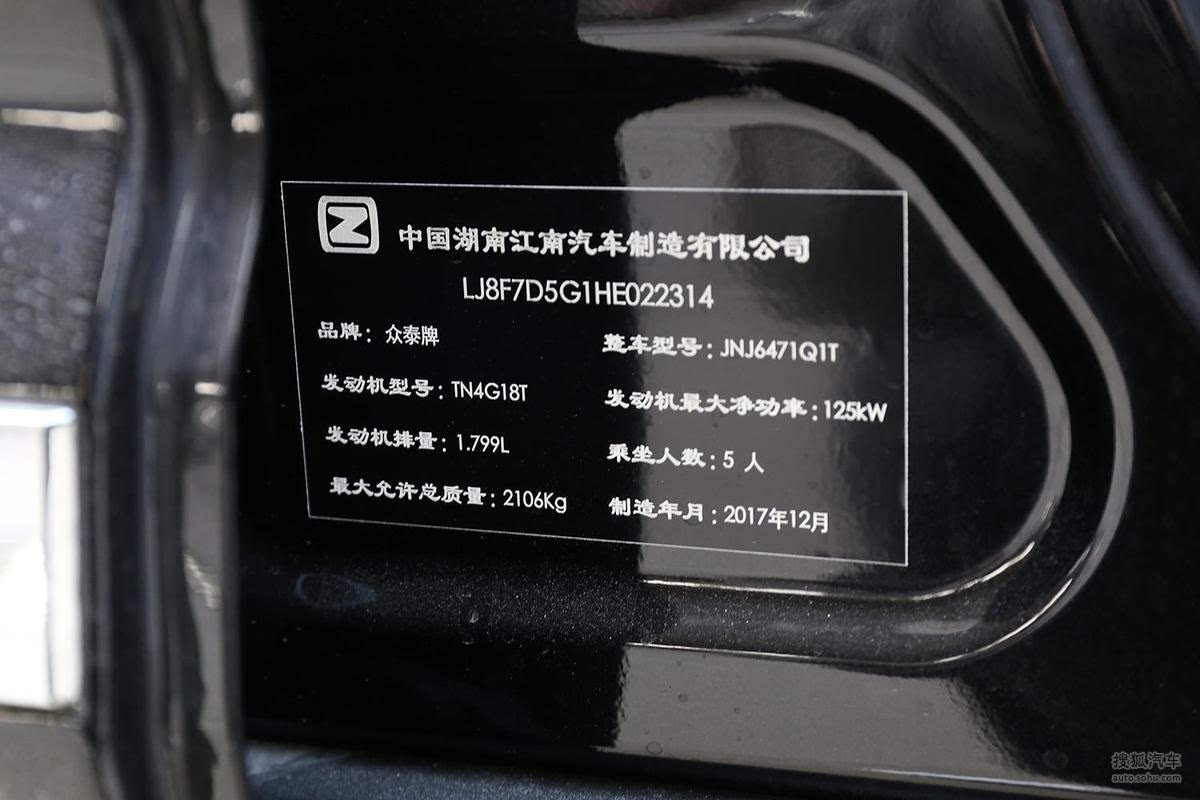 Z
中国湖南江南汽车制造有限公司
LJ8F7D5G1HE022314
品牌：众泰牌 整车型号：JNJ6471Q1T
发动机型号：TN4G18T 发动机最大净功率：125kW
发动机排量：1.799L 乘坐人数：5 人
最大允许总质量：2106Kg 制造年月：2017年12月
搜狐汽车
auto.sohu.com